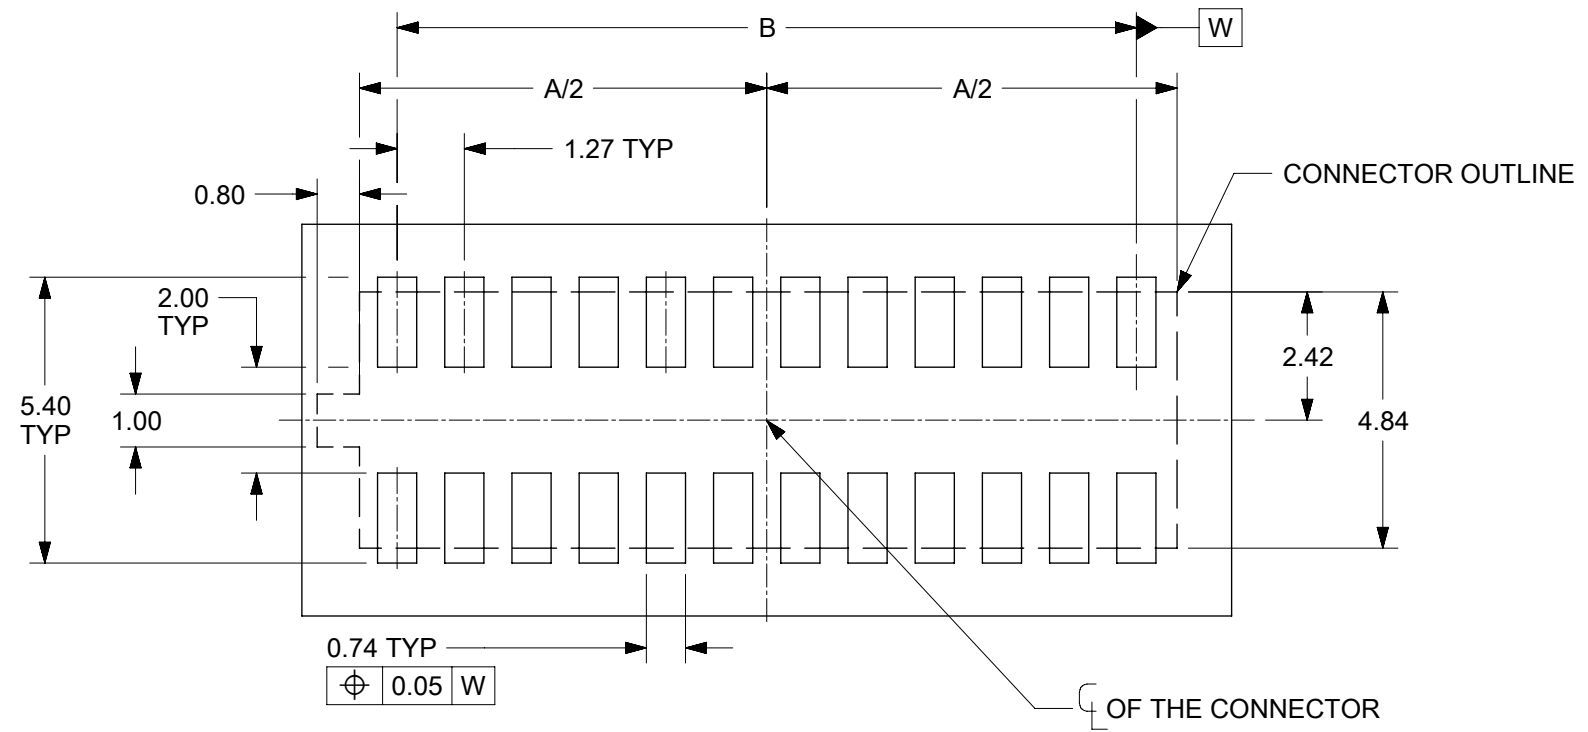 B
W
A/2
A/2
1.27 TYP
0.80
CONNECTOR OUTLINE
2.00
TYP
2.42
5.40
TYP
1.00
4.84
0.74 TYP
⌖ 0.05 W
℄ OF THE CONNECTOR